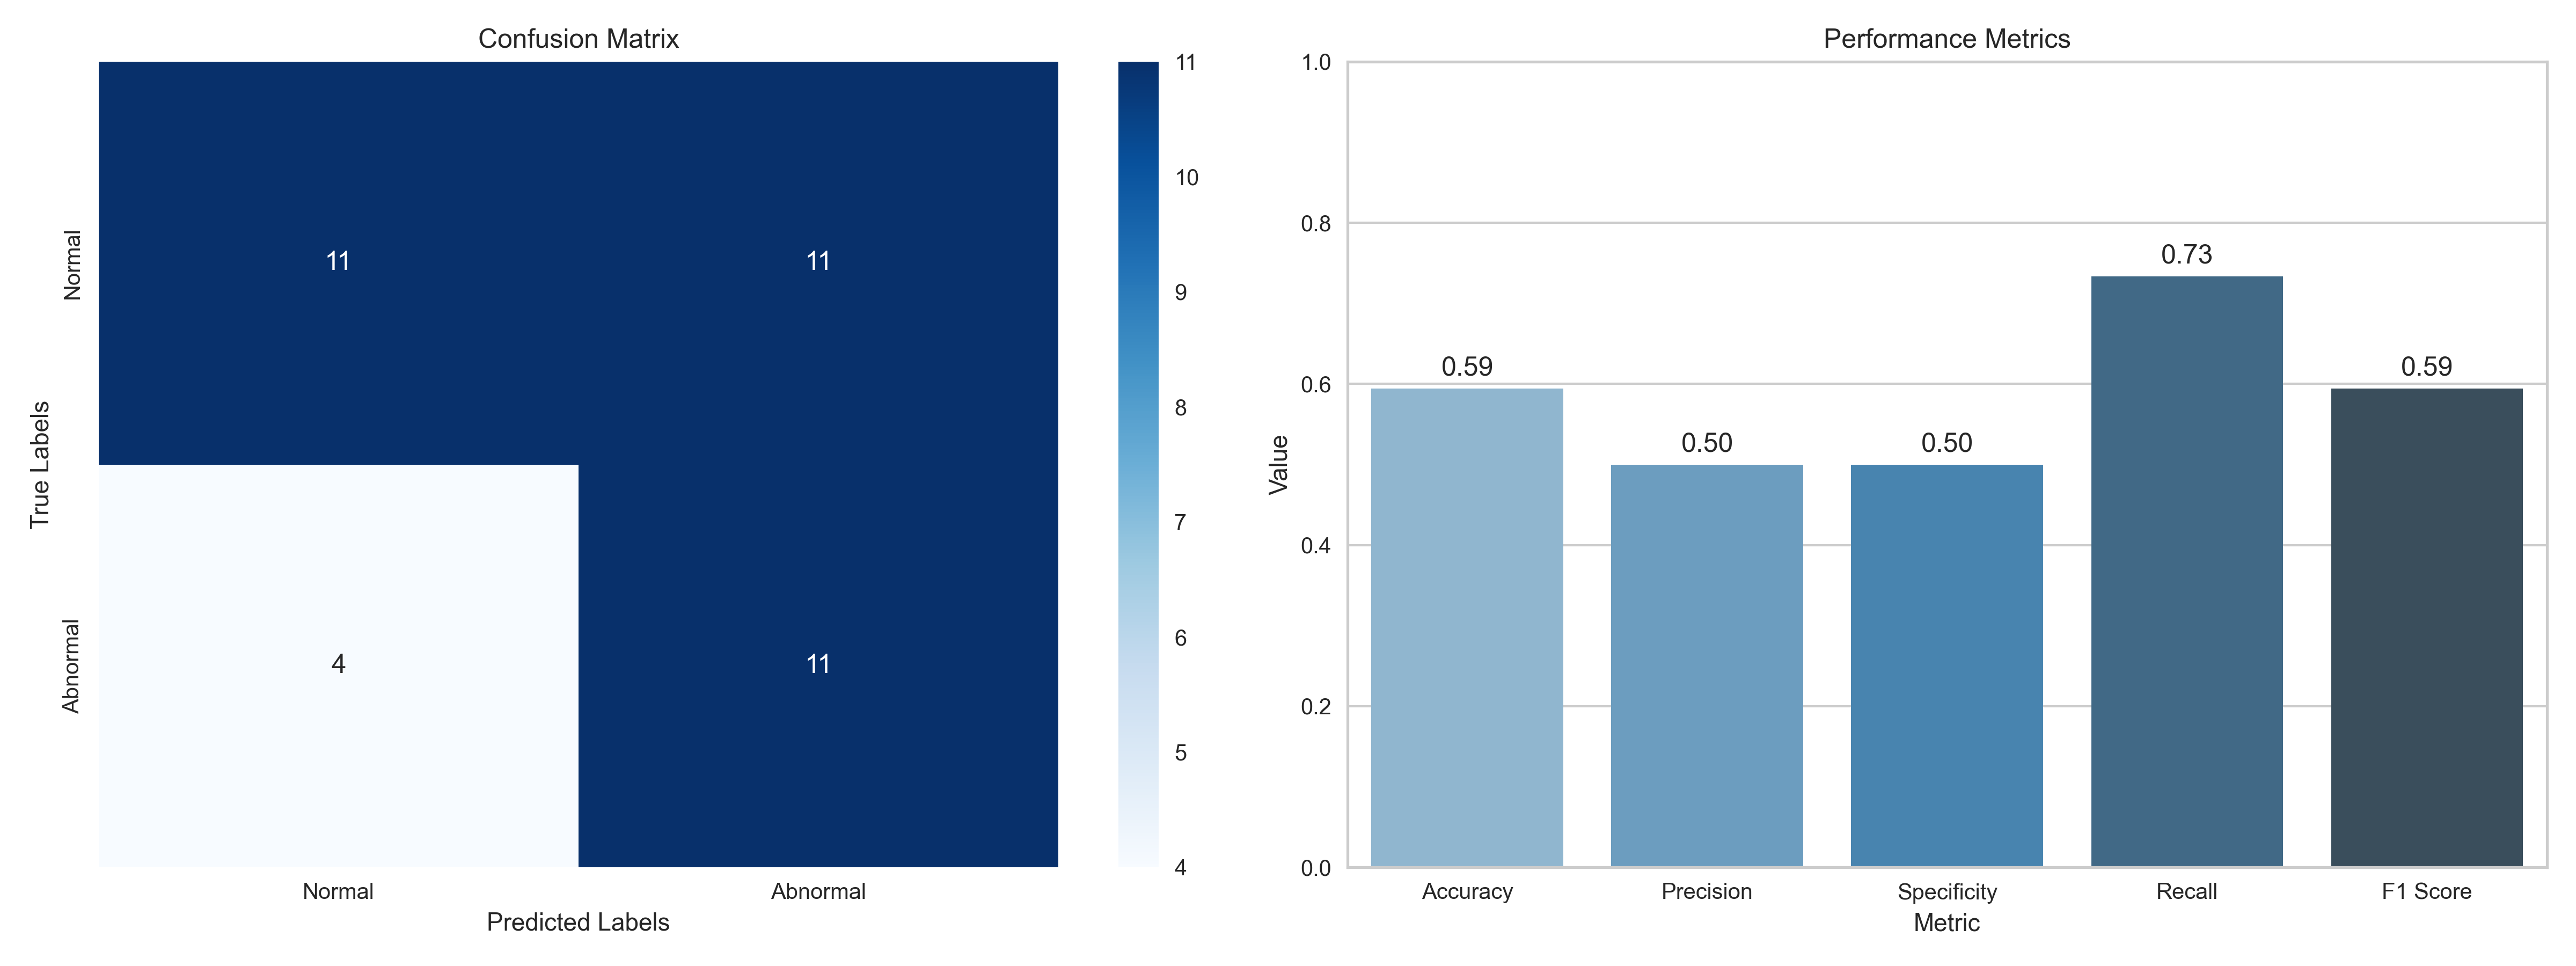 Confusion Matrix
Normal
Abnormal
True Labels
11
11
4
11
Normal
Abnormal
Predicted Labels
11
10
9
8
7
6
5
4
Performance Metrics
1.0
0.8
0.6
0.4
0.2
0.0
Value
0.59
0.50
0.50
0.73
0.59
Accuracy
Precision
Specificity
Recall
F1 Score
Metric